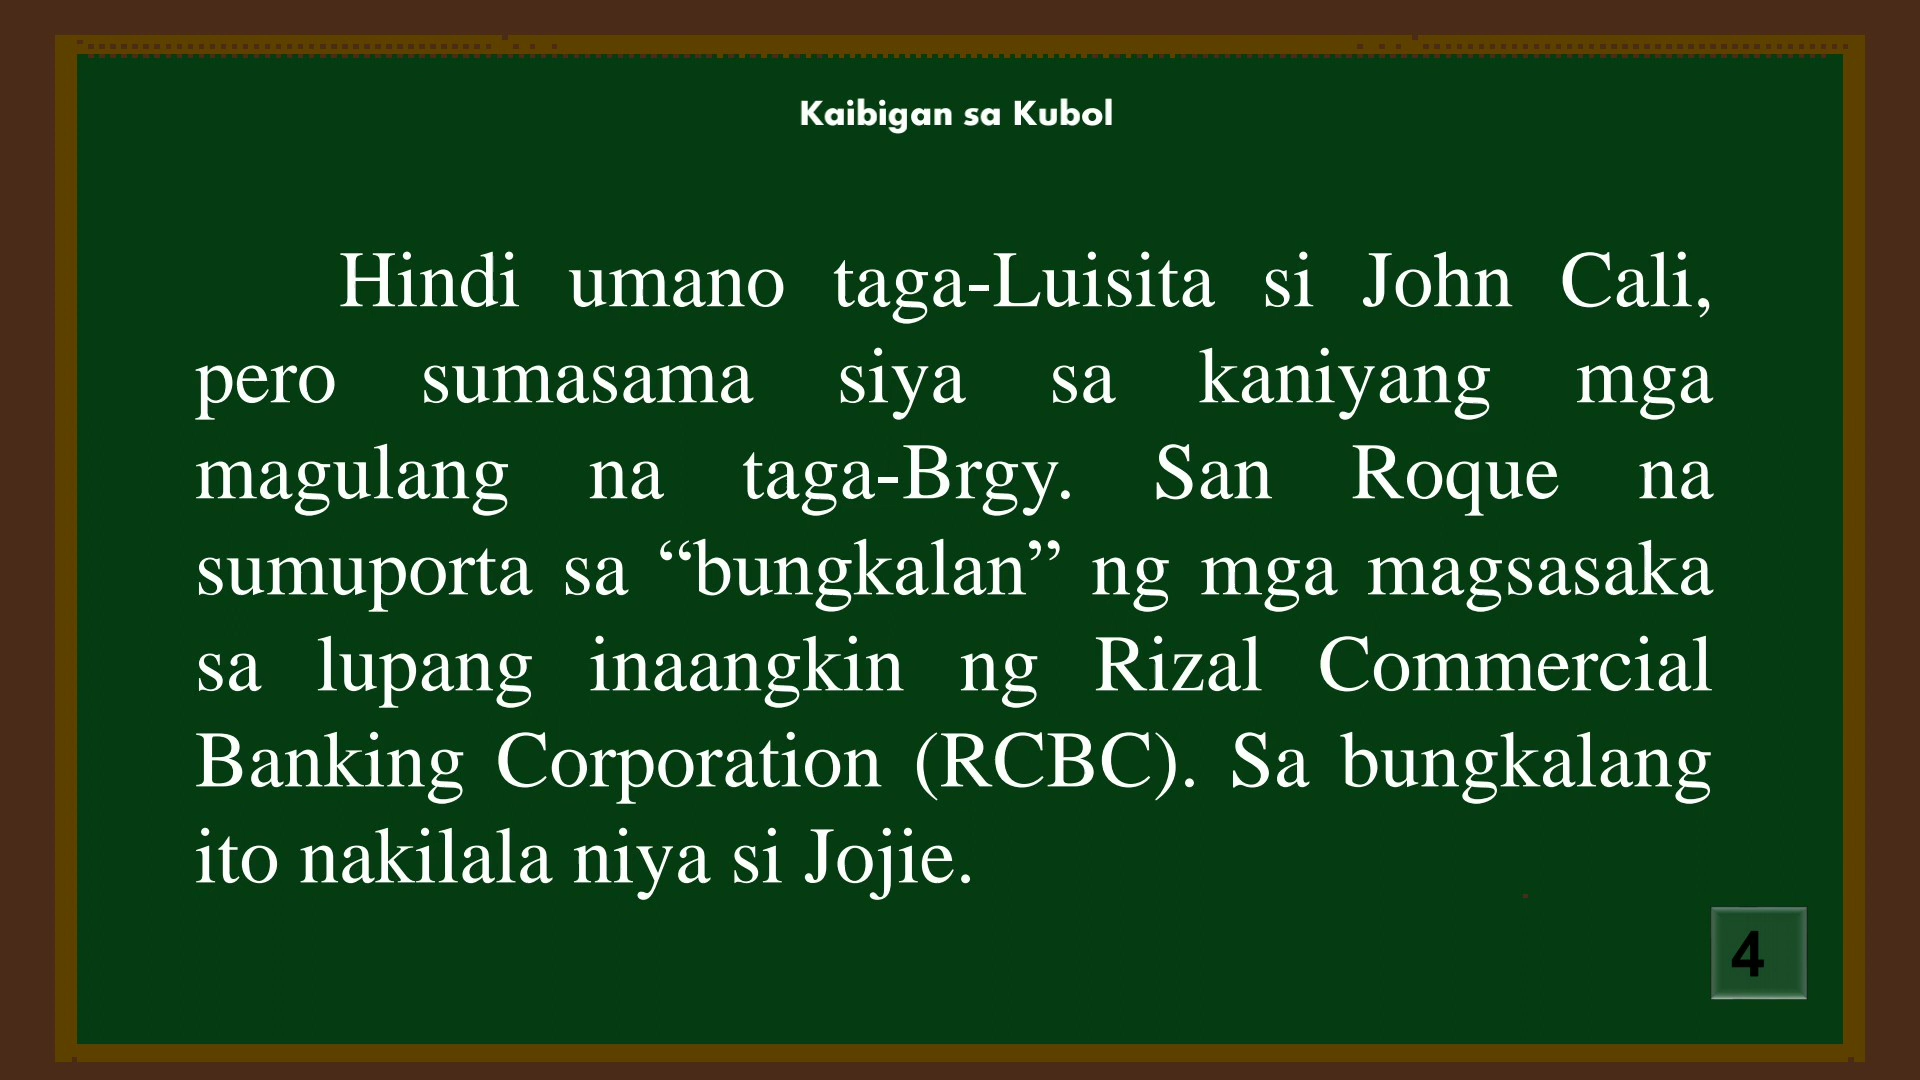 Kaibigan sa Kubol
Hindi umano taga-Luisita si John Cali,
pero sumasama siya sa kaniyang mga
magulang na taga-Brgy. San Roque na
sumuporta sa “bungkalan” ng mga magsasaka
sa lupang inaangkin ng Rizal Commercial
Banking Corporation (RCBC). Sa bungkalang
ito nakilala niya si Jojie.
4